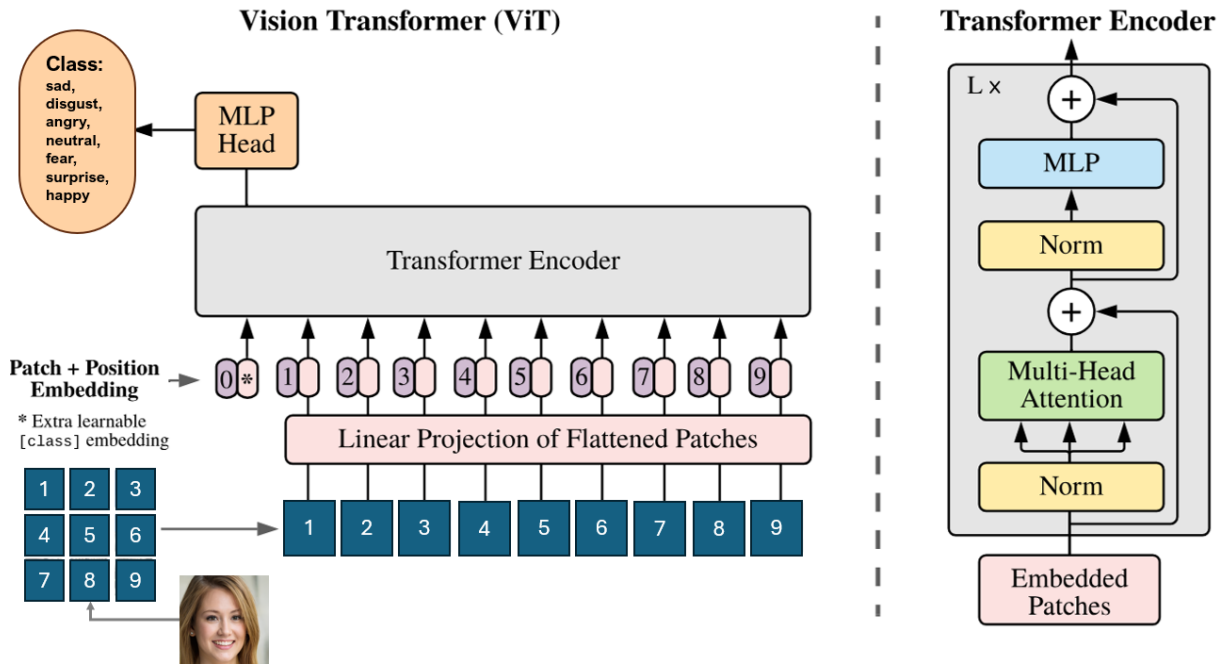 Vision Transformer (ViT)
Class:
sad,
disgust,
angry,
neutral,
fear,
surprise,
happy
MLP
Head
Transformer Encoder
Patch + Position
Embedding
0 * 1 2 3 4 5 6 7 8 9
* Extra learnable
[class] embedding
Linear Projection of Flattened Patches
1 2 3
4 5 6
7 8 9
1 2 3 4 5 6 7 8 9
Transformer Encoder
L x
+
MLP
Norm
+
Multi-Head
Attention
Norm
Embedded
Patches